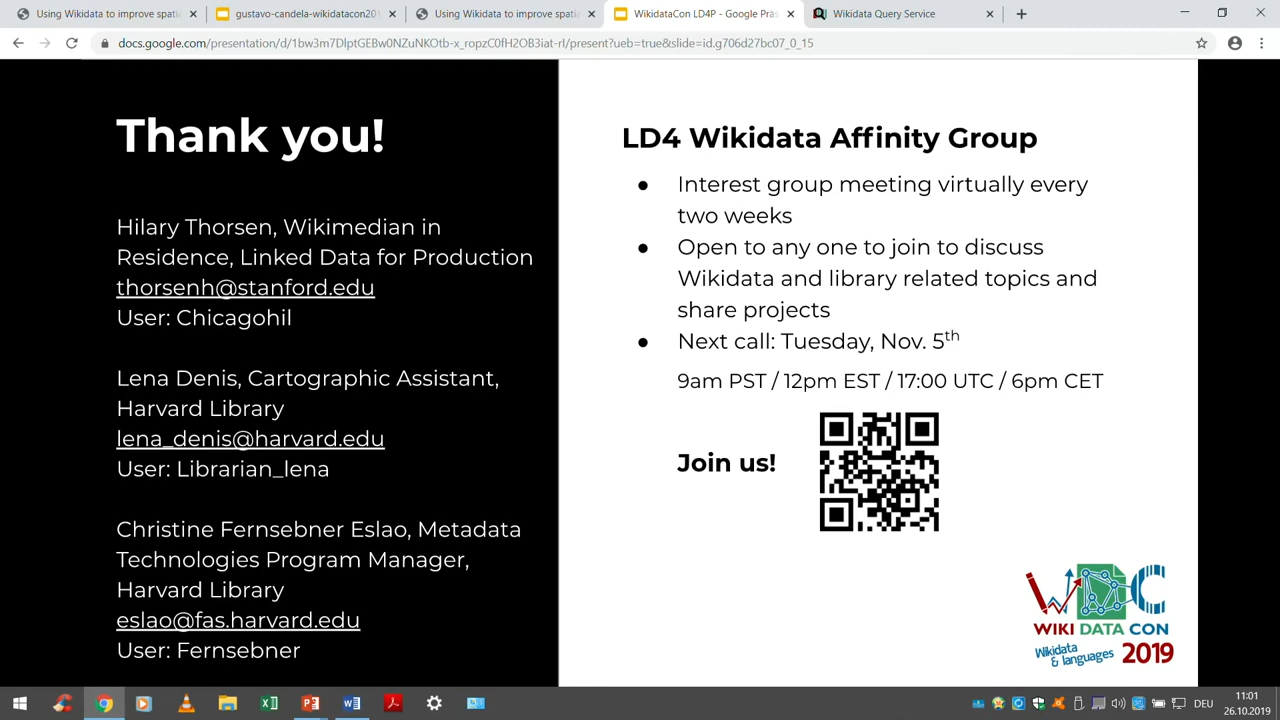 Using Wikidata to improve spatia
gustavo-candela-wikidatacon201
Using Wikidata to improve spatia
WikidataCon LD4P - Google Präs
Wikidata Query Service
docs.google.com/presentation/d/1bw3m7DlptGEBw0NZuNKOtb-x_ropzC0fH2OB3iat-rI/present?ueb=true&slide=id.g706d27bc07_0_15
Thank you!
Hilary Thorsen, Wikimedian in
Residence, Linked Data for Production
thorsenh@stanford.edu
User: Chicagohil
Lena Denis, Cartographic Assistant,
Harvard Library
lena_denis@harvard.edu
User: Librarian_lena
Christine Fernsebner Eslao, Metadata
Technologies Program Manager,
Harvard Library
eslao@fas.harvard.edu
User: Fernsebner
LD4 Wikidata Affinity Group
● Interest group meeting virtually every
two weeks
● Open to any one to join to discuss
Wikidata and library related topics and
share projects
● Next call: Tuesday, Nov. 5th
9am PST / 12pm EST / 17:00 UTC / 6pm CET
Join us!
WDC
WIKI DATA CON
Wikidata
& languages 2019
DEU
11:01
26.10.2019